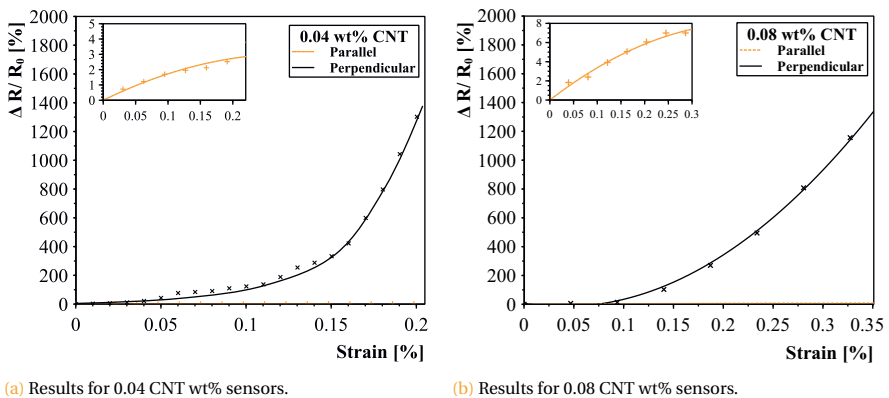 2000
1800
1600
1400
1200
1000
800
600
400
200
0
Δ R/ R0 [%]
0 0.05 0.1 0.15 0.2
Strain [%]
5
4
3
2
1
0
0 0.05 0.1 0.15 0.2
0.04 wt% CNT
Parallel
Perpendicular
(a) Results for 0.04 CNT wt% sensors.
2000
1800
1600
1400
1200
1000
800
600
400
200
0
Δ R/ R0 [%]
0 0.05 0.1 0.15 0.2 0.25 0.3 0.35
Strain [%]
8
6
4
2
0
0 0.05 0.1 0.15 0.2 0.25 0.3
0.08 wt% CNT
Parallel
Perpendicular
(b) Results for 0.08 CNT wt% sensors.